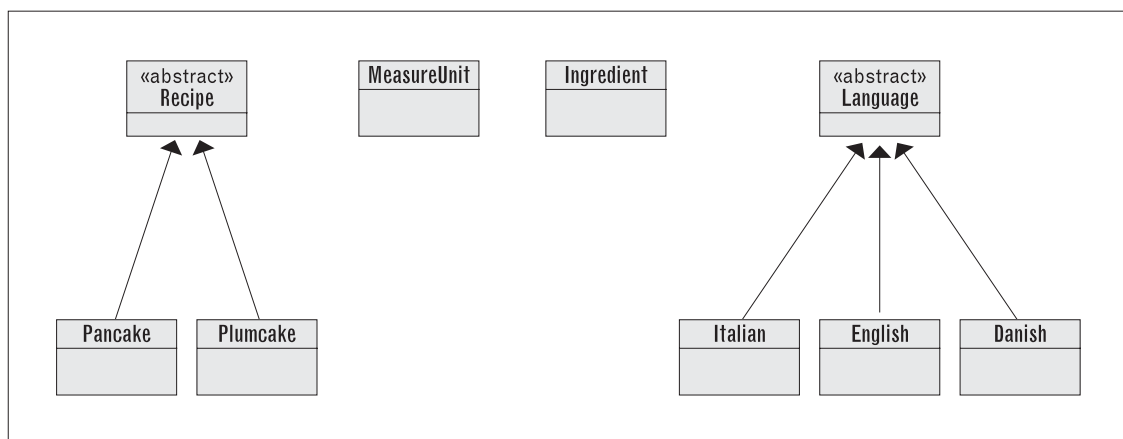 «abstract»
Recipe
MeasureUnit
Ingredient
«abstract»
Language
Pancake
Plumcake
Italian
English
Danish